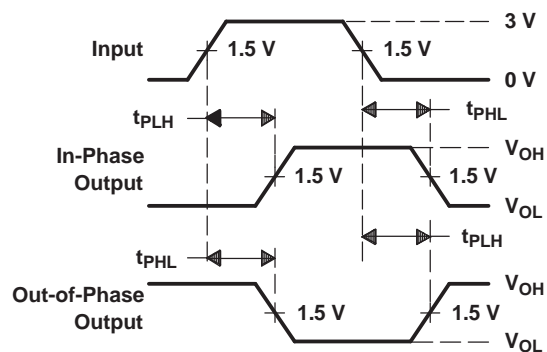 3 V
Input
1.5 V
1.5 V
0 V
tPLH
tPHL
In-Phase
Output
VOH
1.5 V
1.5 V
VOL
tPHL
tPLH
Out-of-Phase
Output
VOH
1.5 V
1.5 V
VOL